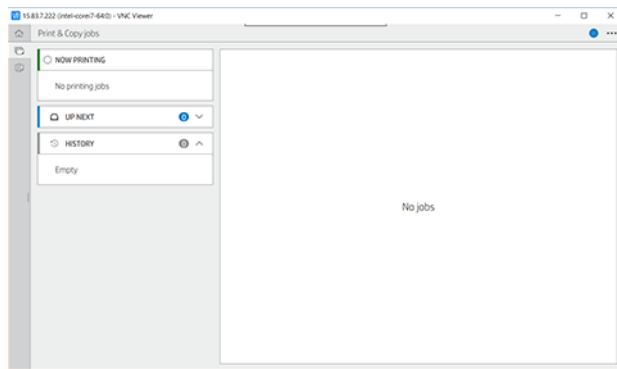 15.83.7.222 (intel-corei7-64:0) - VNC Viewer
Print & Copy jobs
NOW PRINTING
No printing jobs
UP NEXT 0
HISTORY 0
Empty
No jobs